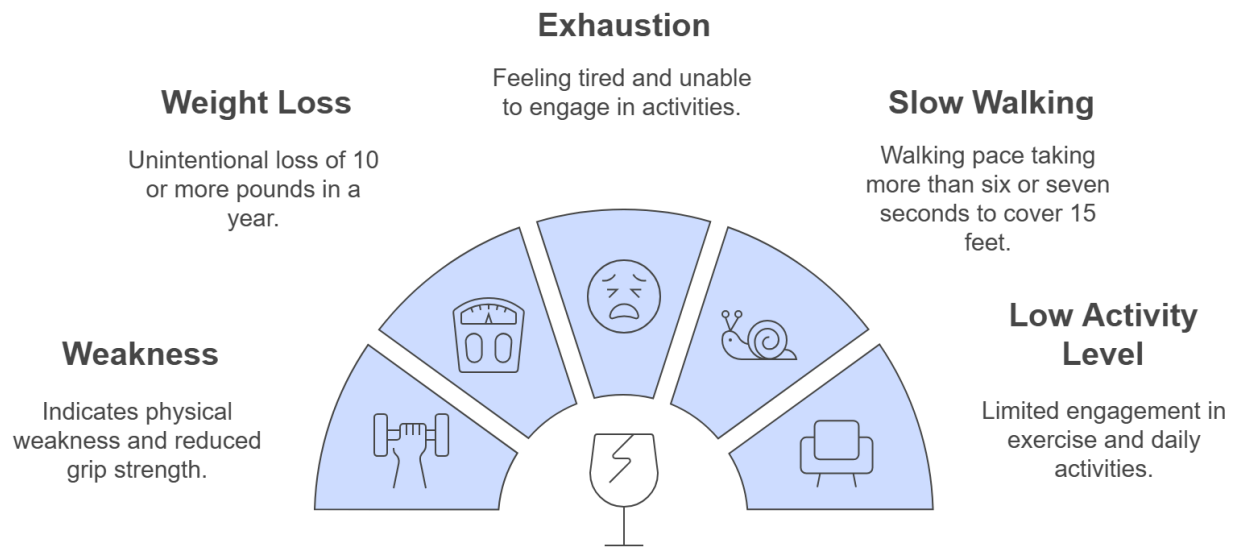 Exhaustion
Feeling tired and unable
to engage in activities.
Weight Loss
Unintentional loss of 10
or more pounds in a
year.
Slow Walking
Walking pace taking
more than six or seven
seconds to cover 15
feet.
Weakness
Indicates physical
weakness and reduced
grip strength.
Low Activity
Level
Limited engagement in
exercise and daily
activities.